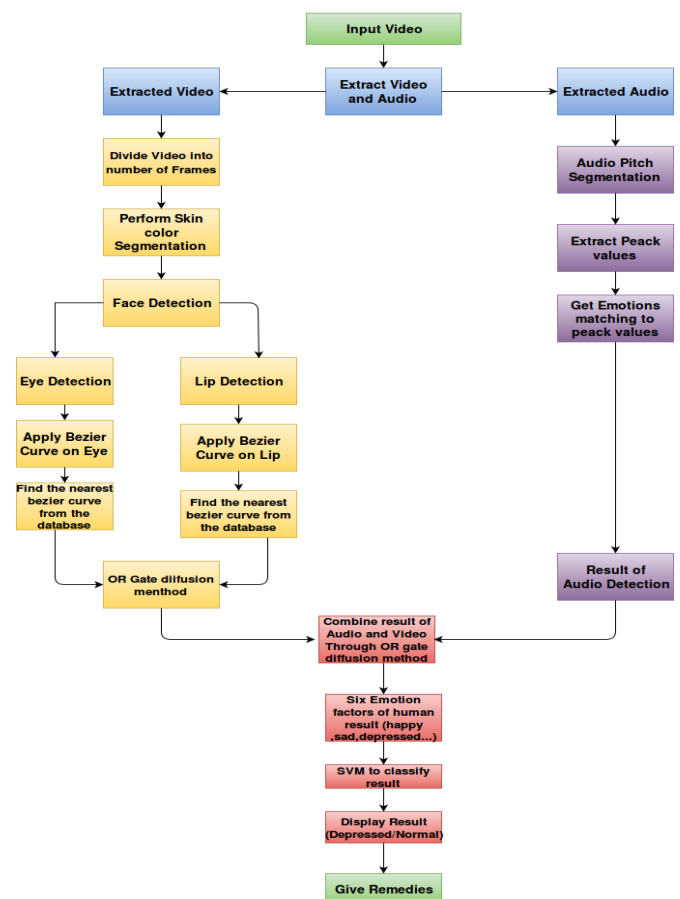 Input Video
Extracted Video
Extract Video
and Audio
Extracted Audio
Divide Video into
number of Frames
Perform Skin
color
Segmentation
Face Detection
Eye Detection
Apply Bezier
Curve on Eye
Find the nearest
bezier curve
from the
database
Lip Detection
Apply Bezier
Curve on Lip
Find the nearest
bezier curve from
the database
OR Gate diifusion
menthod
Audio Pitch
Segmentation
Extract Peack
values
Get Emotions
matching to
peack values
Result of
Audio Detection
Combine result of
Audio and Video
Through OR gate
diffusion method
Six Emotion
factors of human
result (happy
,sad,depressed...)
SVM to classify
result
Display Result
(Depressed/Normal)
Give Remedies